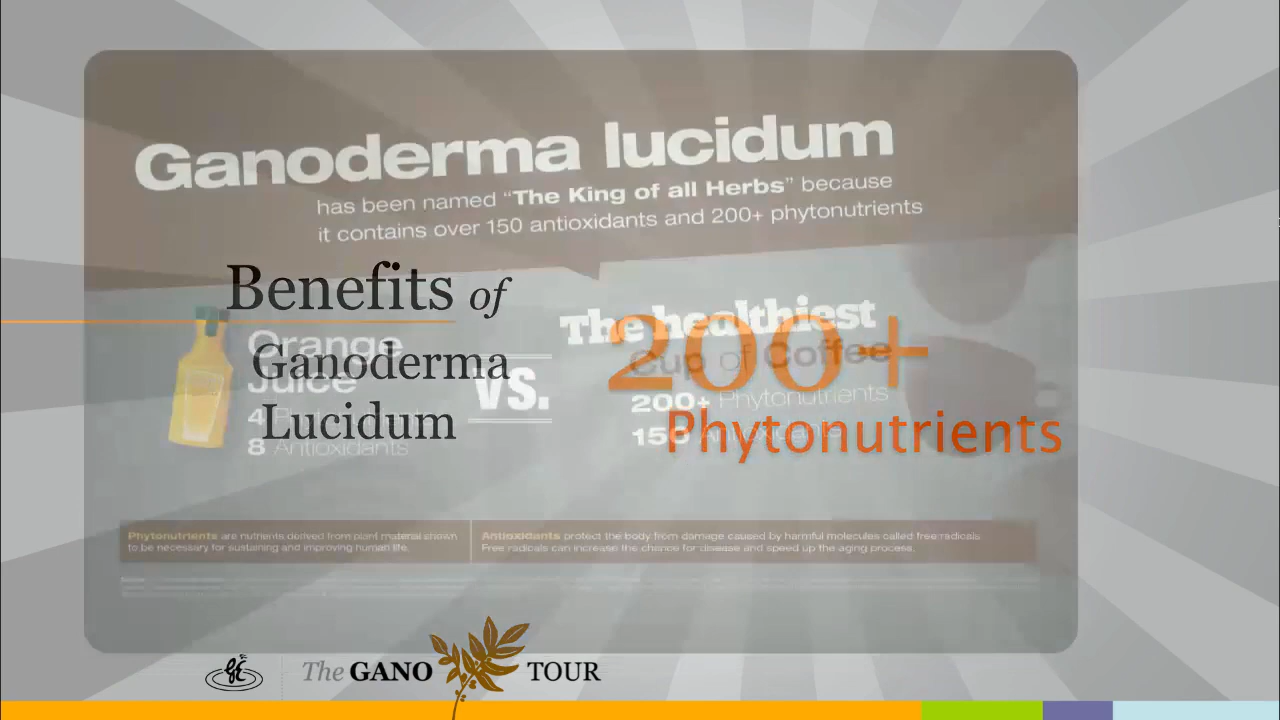 Ganoderma lucidum
has been named “The King of all Herbs” because
it contains over 150 antioxidants and 200+ phytonutrients
Benefits of
Ganoderma
Lucidum
Orange
Juice
4
8 Antioxidants
vs.
The healthiest
Cup of Coffee
200+ Phytonutrients
150 Antioxidants
200+
Phytonutrients
Phytonutrients are nutrients derived from plant material shown
to be necessary for sustaining and improving human life.
Antioxidants protect the body from damage caused by harmful molecules called free radicals.
Free radicals can increase the chance for disease and speed up the aging process.
The GANO TOUR